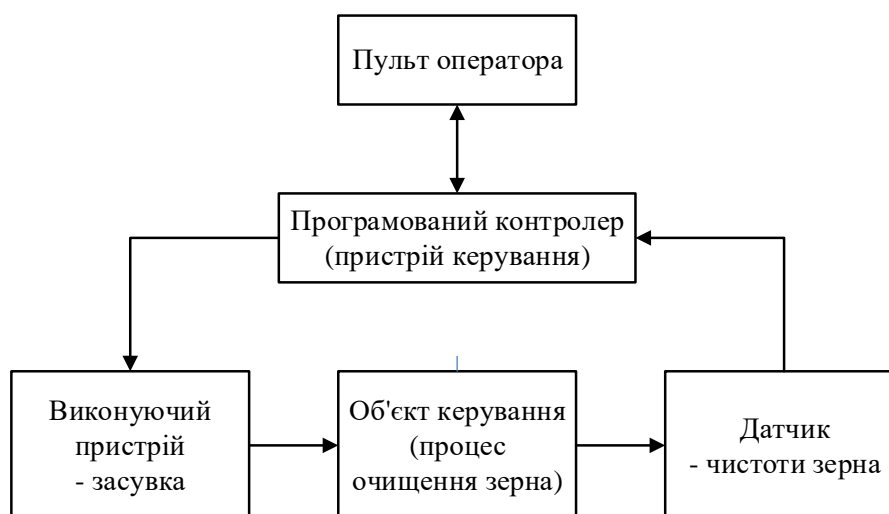 Пульт оператора
Програмований контролер
(пристрій керування)
Виконуючий
пристрій
- засувка
Об'єкт керування
(процес
очищення зерна)
Датчик
- чистоти зерна